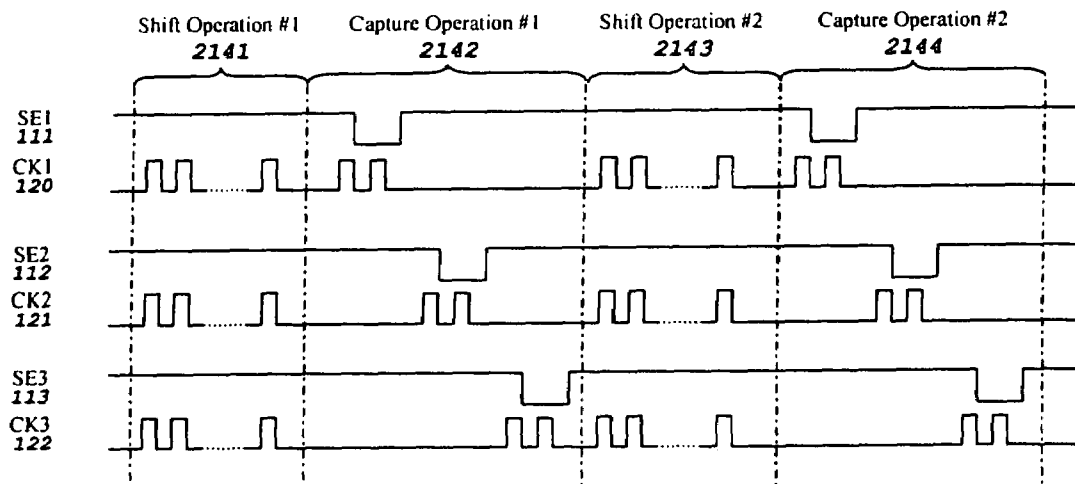 Shift Operation #1
2141
Capture Operation #1
2142
Shift Operation #2
2143
Capture Operation #2
2144
SE1
111
CK1
120
SE2
112
CK2
121
SE3
113
CK3
122